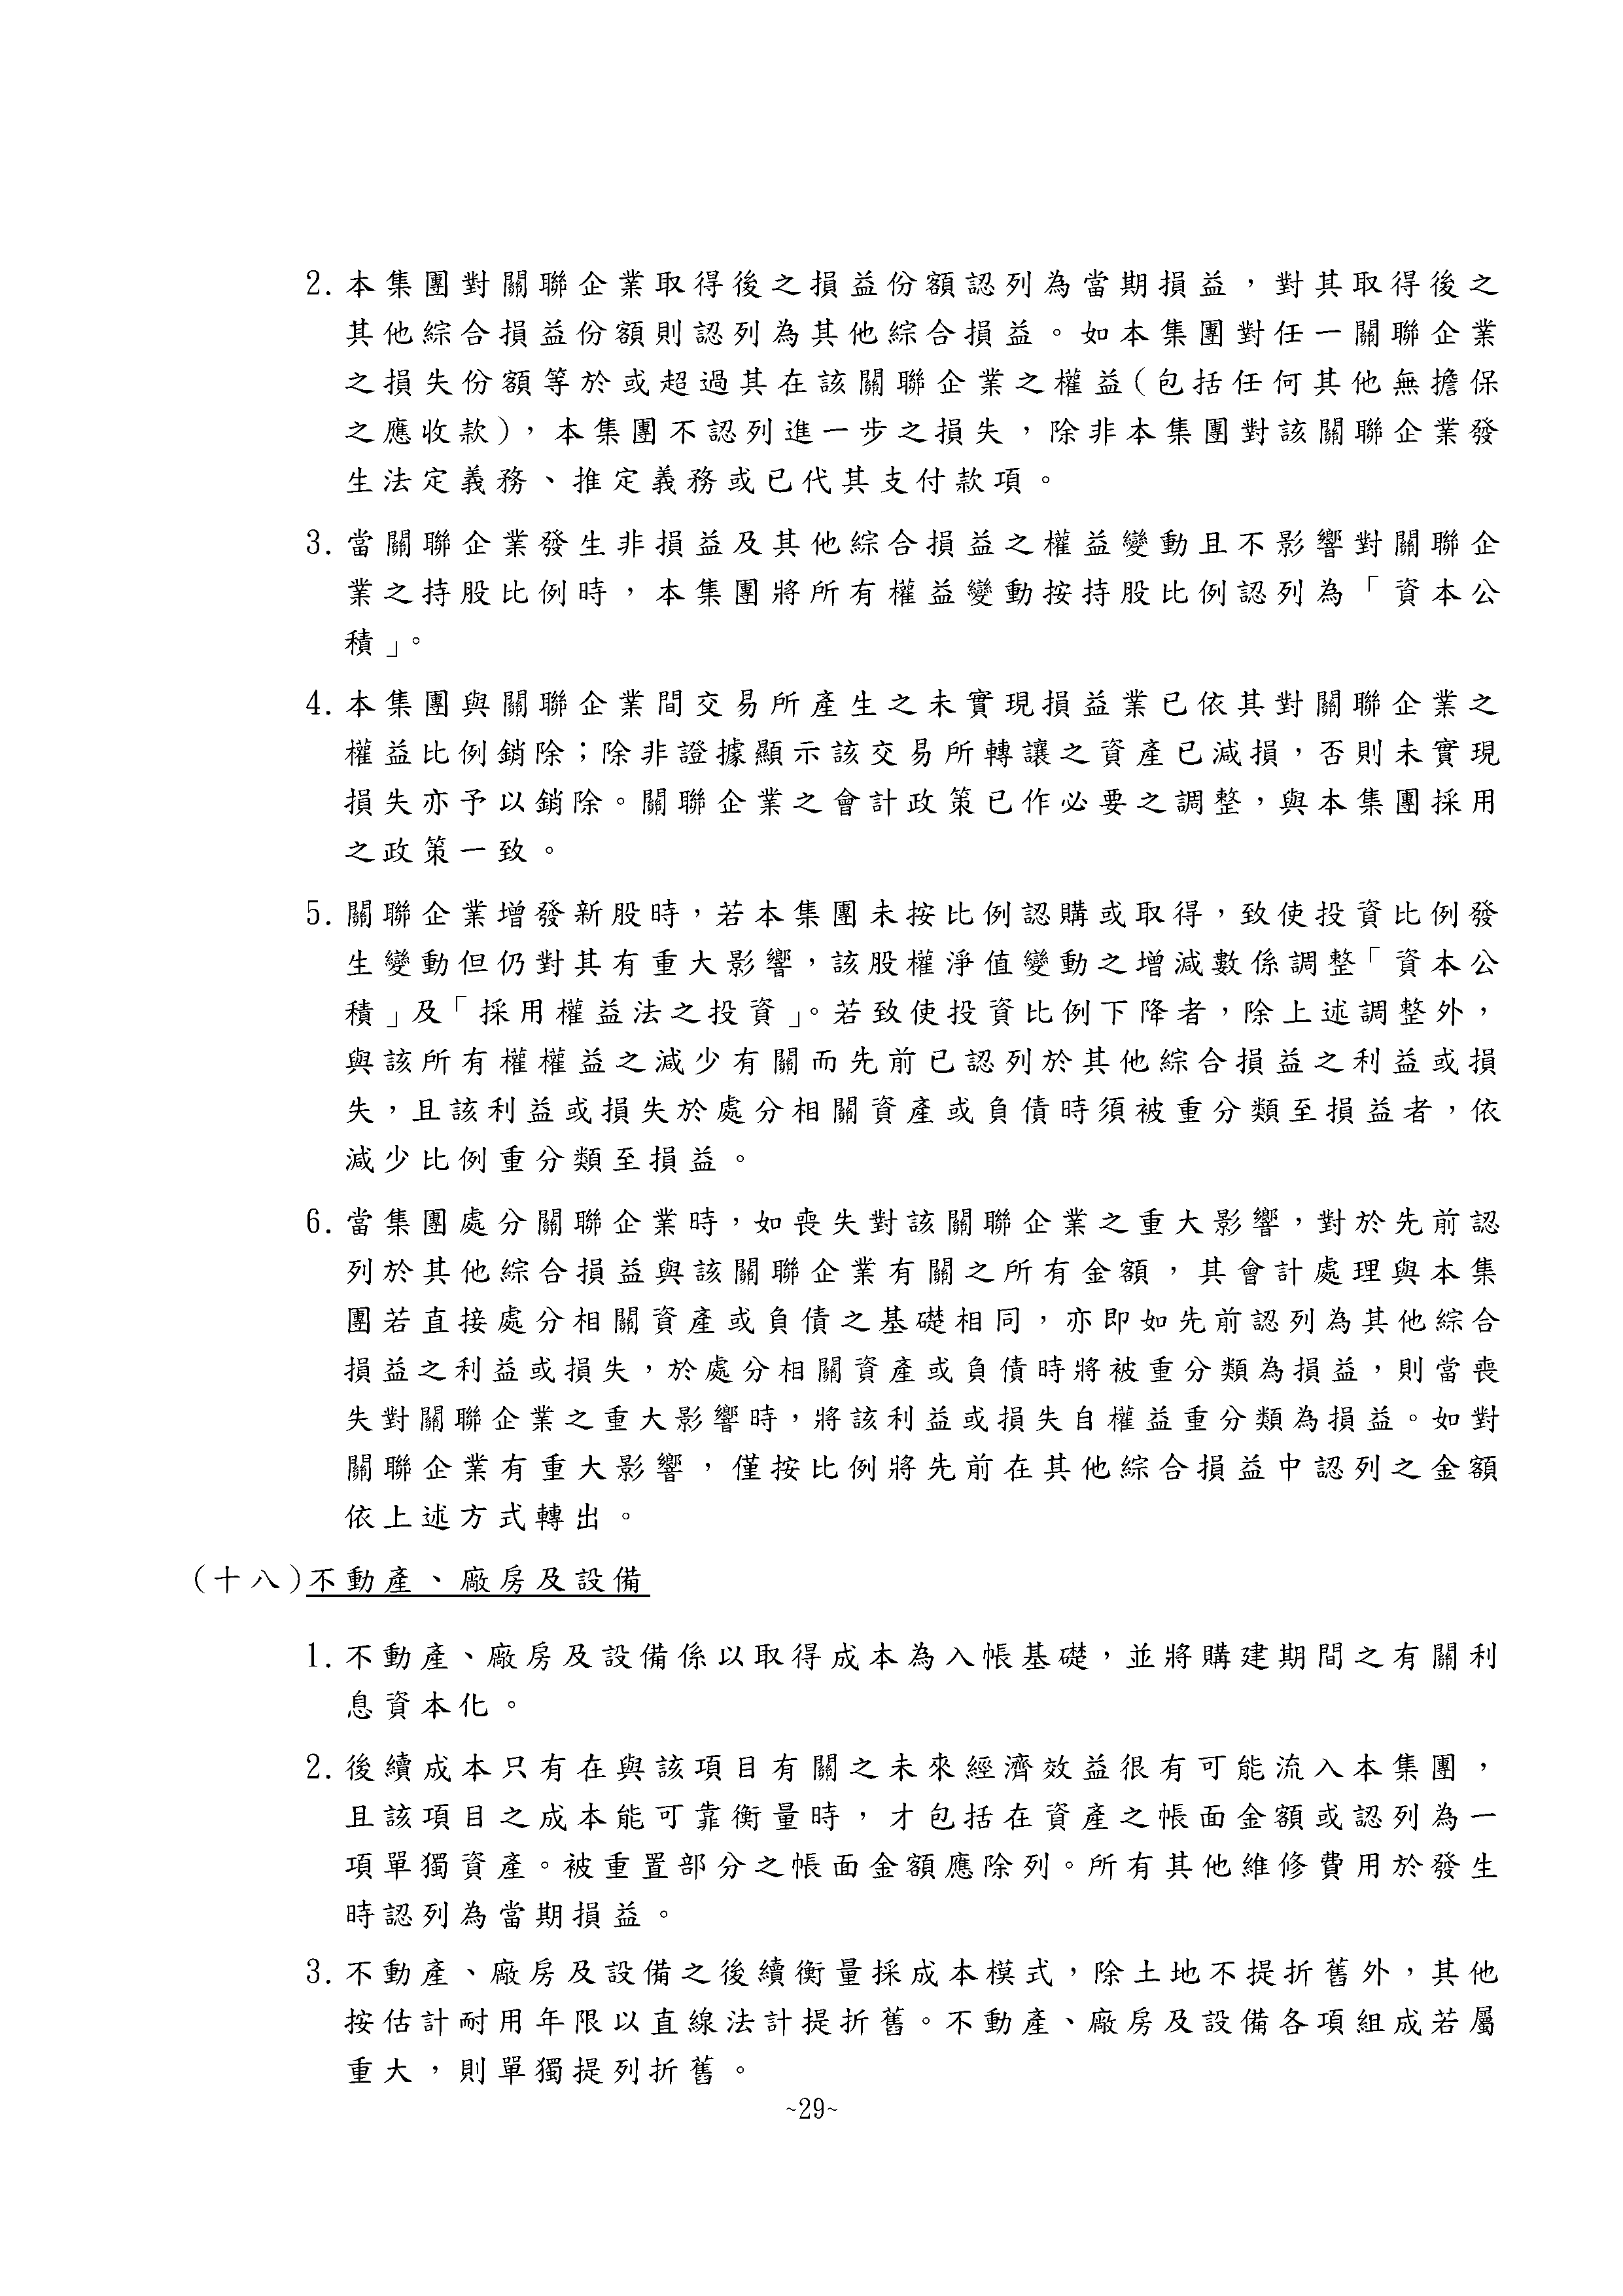 2. 本集團對關聯企業取得後之損益份額認列為當期損益，對其取得後之
其他綜合損益份額則認列為其他綜合損益。如本集團對任一關聯企業
之損失份額等於或超過其在該關聯企業之權益(包括任何其他無擔保
之應收款)，本集團不認列進一步之損失，除非本集團對該關聯企業發
生法定義務、推定義務或已代其支付款項。
3. 當關聯企業發生非損益及其他綜合損益之權益變動且不影響對關聯企
業之持股比例時，本集團將所有權益變動按持股比例認列為「資本公
積」。
4. 本集團與關聯企業間交易所產生之未實現損益業已依其對關聯企業之
權益比例銷除；除非證據顯示該交易所轉讓之資產已減損，否則未實現
損失亦予以銷除。關聯企業之會計政策已作必要之調整，與本集團採用
之政策一致。
5. 關聯企業增發新股時，若本集團未按比例認購或取得，致使投資比例發
生變動但仍對其有重大影響，該股權淨值變動之增減數係調整「資本公
積」及「採用權益法之投資」。若致使投資比例下降者，除上述調整外，
與該所有權權益之減少有關而先前已認列於其他綜合損益之利益或損
失，且該利益或損失於處分相關資產或負債時須被重分類至損益者，依
減少比例重分類至損益。
6. 當集團處分關聯企業時，如喪失對該關聯企業之重大影響，對於先前認
列於其他綜合損益與該關聯企業有關之所有金額，其會計處理與本集
團若直接處分相關資產或負債之基礎相同，亦即如先前認列為其他綜合
損益之利益或損失，於處分相關資產或負債時將被重分類為損益，則當喪
失對關聯企業之重大影響時，將該利益或損失自權益重分類為損益。如對
關聯企業有重大影響，僅按比例將先前在其他綜合損益中認列之金額
依上述方式轉出。
(十八)不動產、廠房及設備
1. 不動產、廠房及設備係以取得成本為入帳基礎，並將購建期間之有關利
息資本化。
2. 後續成本只有在與該項目有關之未來經濟效益很有可能流入本集團，
且該項目之成本能可靠衡量時，才包括在資產之帳面金額或認列為一
項單獨資產。被重置部分之帳面金額應除列。所有其他維修費用於發生
時認列為當期損益。
3. 不動產、廠房及設備之後續衡量採成本模式，除土地不提折舊外，其他
按估計耐用年限以直線法計提折舊。不動產、廠房及設備各項組成若屬
重大，則單獨提列折舊。
~29~